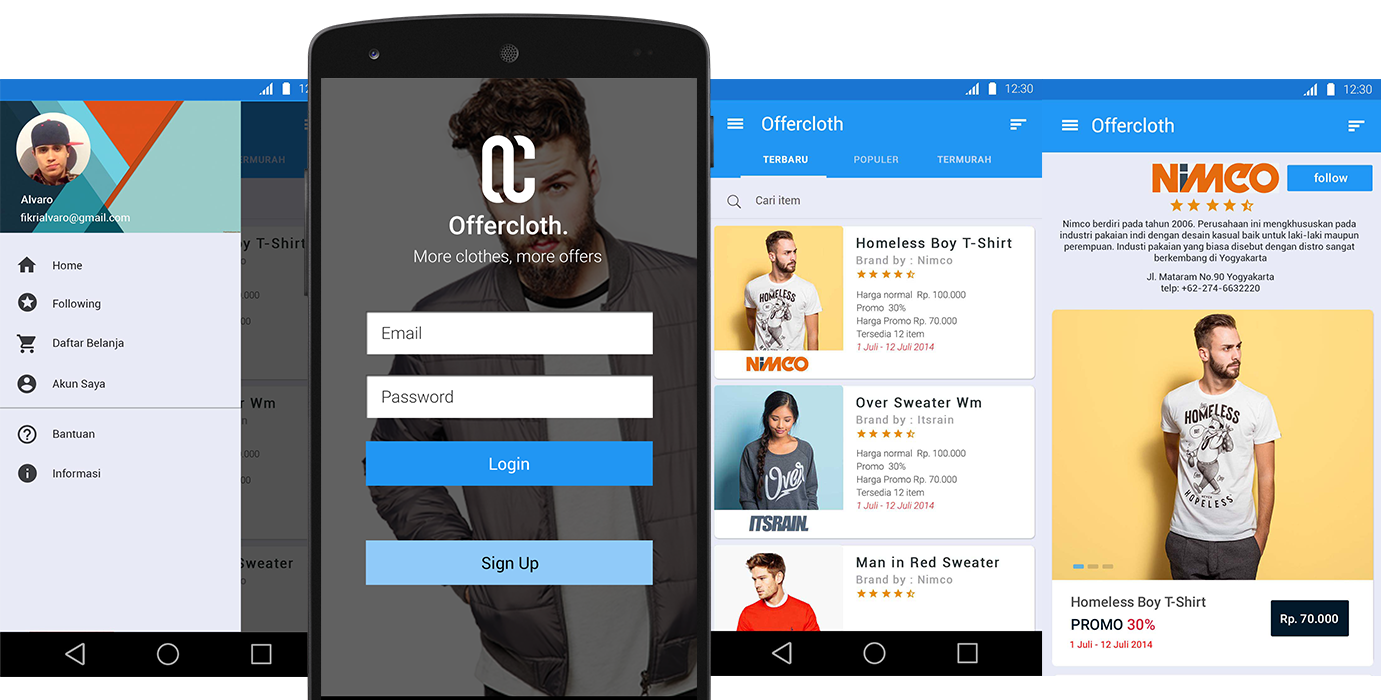 12
Alvaro
fikrialvaro@gmail.com
Home
Following
Daftar Belanja
Akun Saya
Bantuan
Informasi
ERMURAH
oy T-Shirt
.000
00
r Wm
n
.000
00
Sweater
OC
Offercloth.
More clothes, more offers
Email
Password
Login
Sign Up
12:30
Offercloth
TERBARU POPULER TERMURAH
Cari item
HOMELESS
NIMCO
Homeless Boy T-Shirt
Brand by : Nimco
Harga normal Rp. 100.000
Promo 30%
Harga Promo Rp. 70.000
Tersedia 12 item
1 Juli - 12 Juli 2014
Over
ITSRAIN.
Over Sweater Wm
Brand by : Itsrain
Harga normal Rp. 100.000
Promo 30%
Harga Promo Rp. 70.000
Tersedia 12 item
1 Juli - 12 Juli 2014
Man in Red Sweater
Brand by : Nimco
12:30
Offercloth
NIMCO
follow
Nimco berdiri pada tahun 2006. Perusahaan ini mengkhususkan pada
industri pakaian indi dengan desain kasual baik untuk laki-laki maupun
perempuan. Industi pakaian yang biasa disebut dengan distro sangat
berkembang di Yogyakarta
Jl. Mataram No.90 Yogyakarta
telp: +62-274-6632220
HOMELESS
NEVER
HOPELESS
Homeless Boy T-Shirt
PROMO 30%
1 Juli - 12 Juli 2014
Rp. 70.000